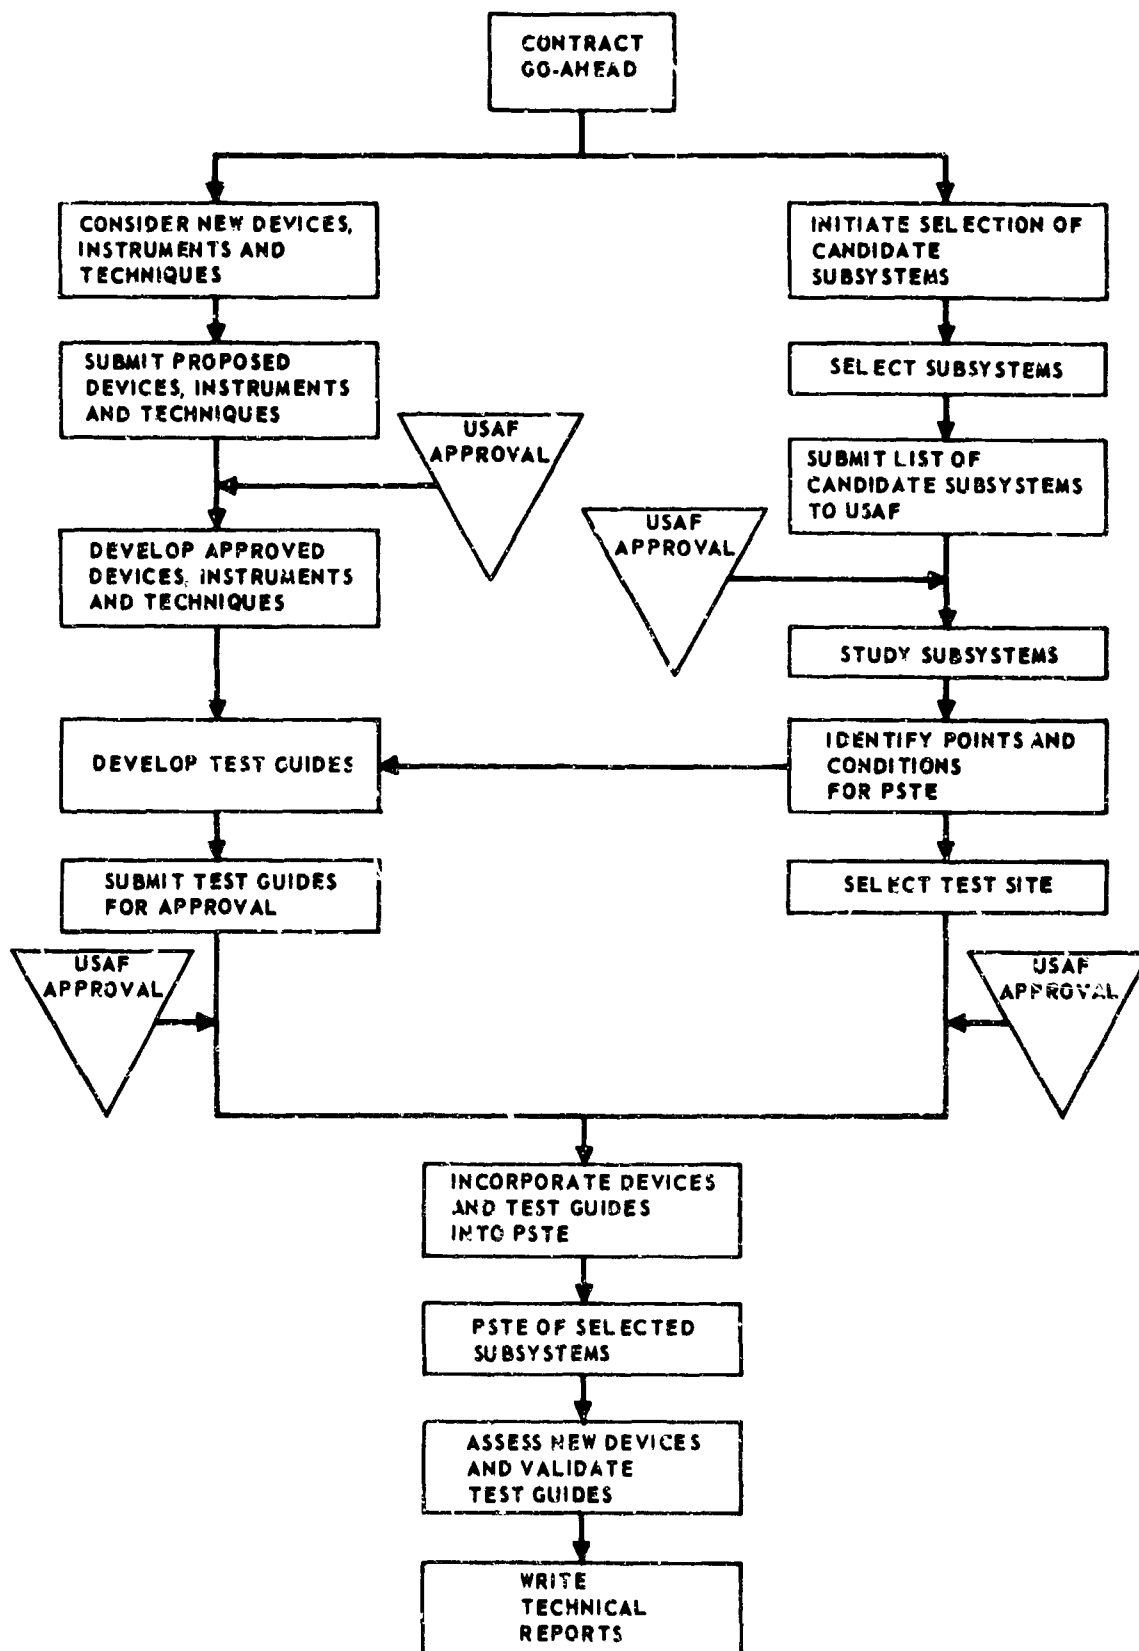 CONTRACT
GO-AHEAD
CONSIDER NEW DEVICES,
INSTRUMENTS AND
TECHNIQUES
INITIATE SELECTION OF
CANDIDATE
SUBSYSTEMS
SUBMIT PROPOSED
DEVICES, INSTRUMENTS
AND TECHNIQUES
SELECT SUBSYSTEMS
USAF
APPROVAL
SUBMIT LIST OF
CANDIDATE SUBSYSTEMS
TO USAF
USAF
APPROVAL
DEVELOP APPROVED
DEVICES, INSTRUMENTS
AND TECHNIQUES
STUDY SUBSYSTEMS
DEVELOP TEST GUIDES
IDENTIFY POINTS AND
CONDITIONS
FOR PSTE
SUBMIT TEST GUIDES
FOR APPROVAL
SELECT TEST SITE
USAF
APPROVAL
USAF
APPROVAL
INCORPORATE DEVICES
AND TEST GUIDES
INTO PSTE
PSTE OF SELECTED
SUBSYSTEMS
ASSESS NEW DEVICES
AND VALIDATE
TEST GUIDES
WRITE
TECHNICAL
REPORTS